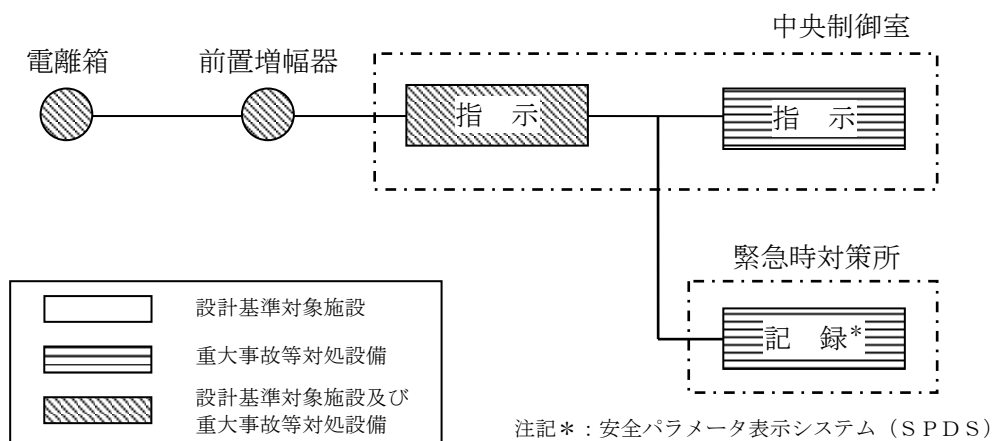 中央制御室
電離箱
前置増幅器
指　示
指　示
緊急時対策所
記　録*
設計基準対象施設
重大事故等対処設備
設計基準対象施設及び
重大事故等対処設備
注記＊：安全パラメータ表示システム（ＳＰＤＳ）